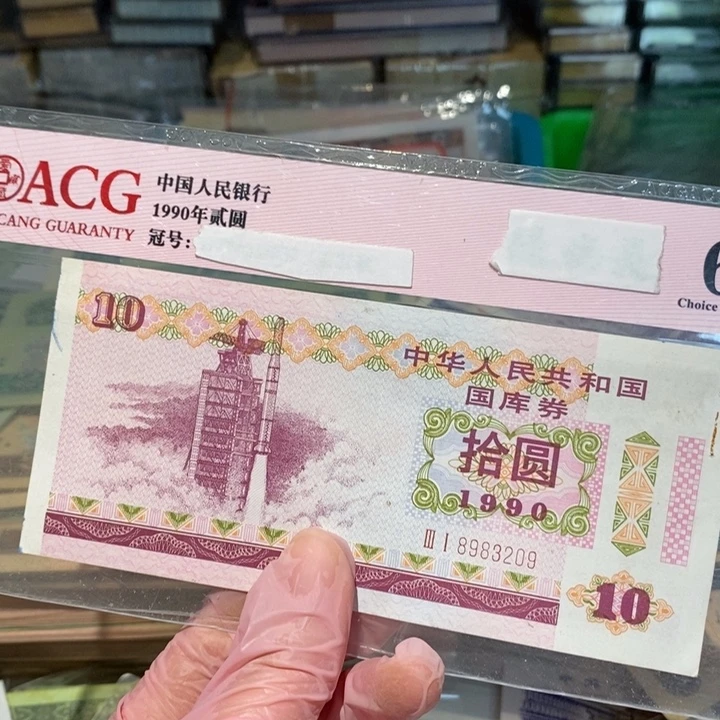 ACG
CANG GUARANTY
中国人民银行
1990年贰圆
冠号:
6
Choice
10
中华人民共和国
国库券
拾圆
1990
III I 8983209
10